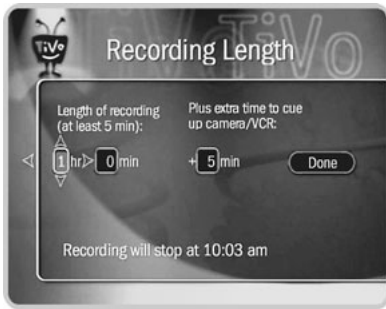 TiVo
TiVo
Recording Length
Length of recording
(at least 5 min):
Plus extra time to cue
up camera/VCR:
1 hr 0 min
+ 5 min
Done
Recording will stop at 10:03 am